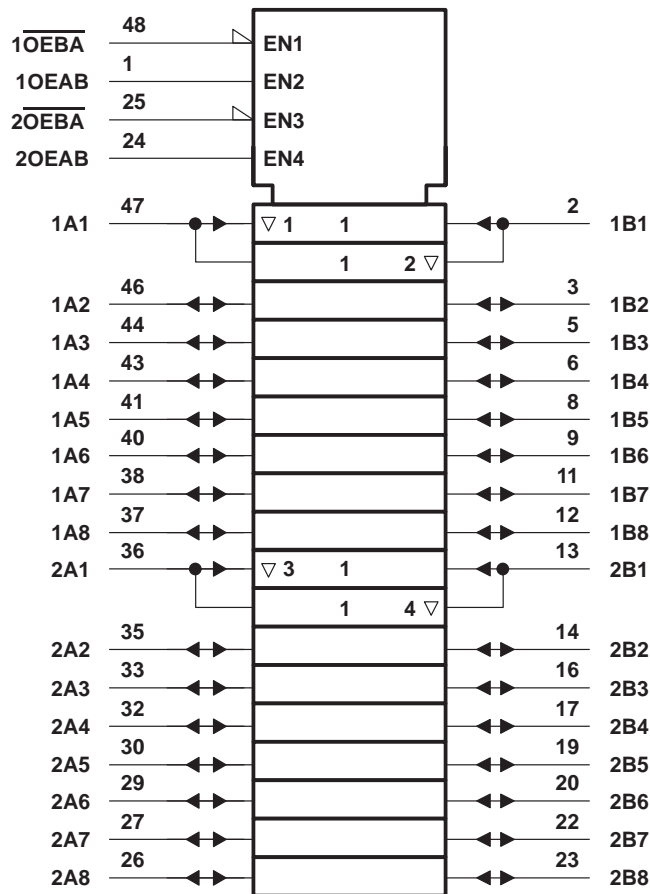 48
1OEBA EN1
1
1OEAB EN2
25
2OEBA EN3
24
2OEAB EN4
47 2
1A1 ▽ 1 1 1B1
1 2 ▽
46 3
1A2 1B2
44 5
1A3 1B3
43 6
1A4 1B4
41 8
1A5 1B5
40 9
1A6 1B6
38 11
1A7 1B7
37 12
1A8 1B8
36 13
2A1 ▽ 3 1 2B1
1 4 ▽
35 14
2A2 2B2
33 16
2A3 2B3
32 17
2A4 2B4
30 19
2A5 2B5
29 20
2A6 2B6
27 22
2A7 2B7
26 23
2A8 2B8